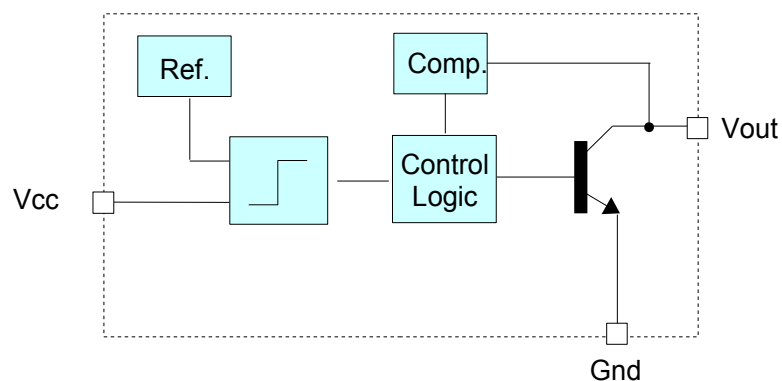 Ref.
Comp.
Control
Logic
Vout
Vcc
Gnd